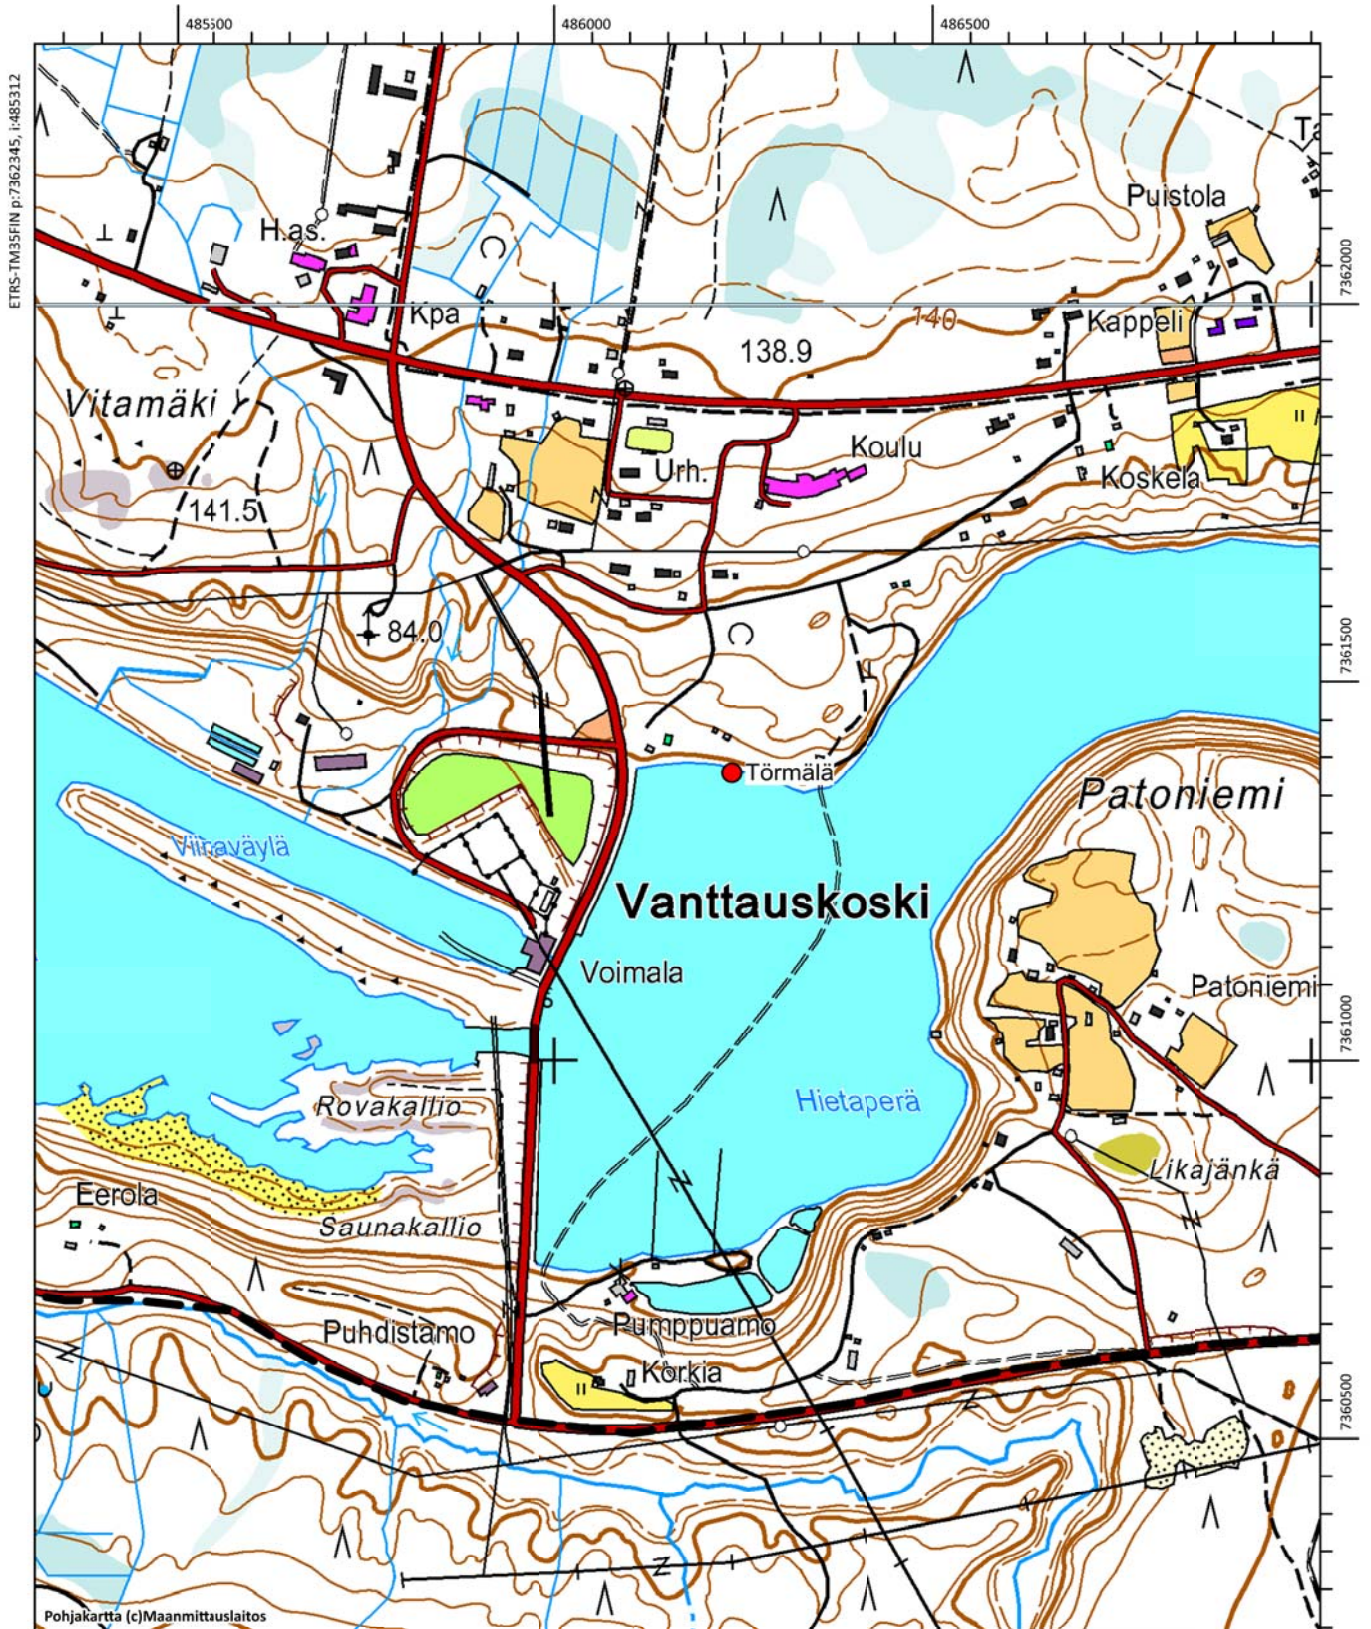 485500
486000
486500
ETRS-TM35FIN p:7362345, i:485312
Puistola
H.as.
7362000
Kpa
140
Kappeli
138.9
Vitamäki
Koulu
Urh.
Koskela
141.5
84.0
7361500
Törmälä
Patoniemi
Viiraväylä
Vanttauskoski
Voimala
Patoniemi
7361000
Hietaperä
Rovakallio
Likajänkä
Eerola
Saunakallio
Puhdistamo
Pumppuamo
Korkia
7360500
Pohjakartta (c)Maanmittauslaitos